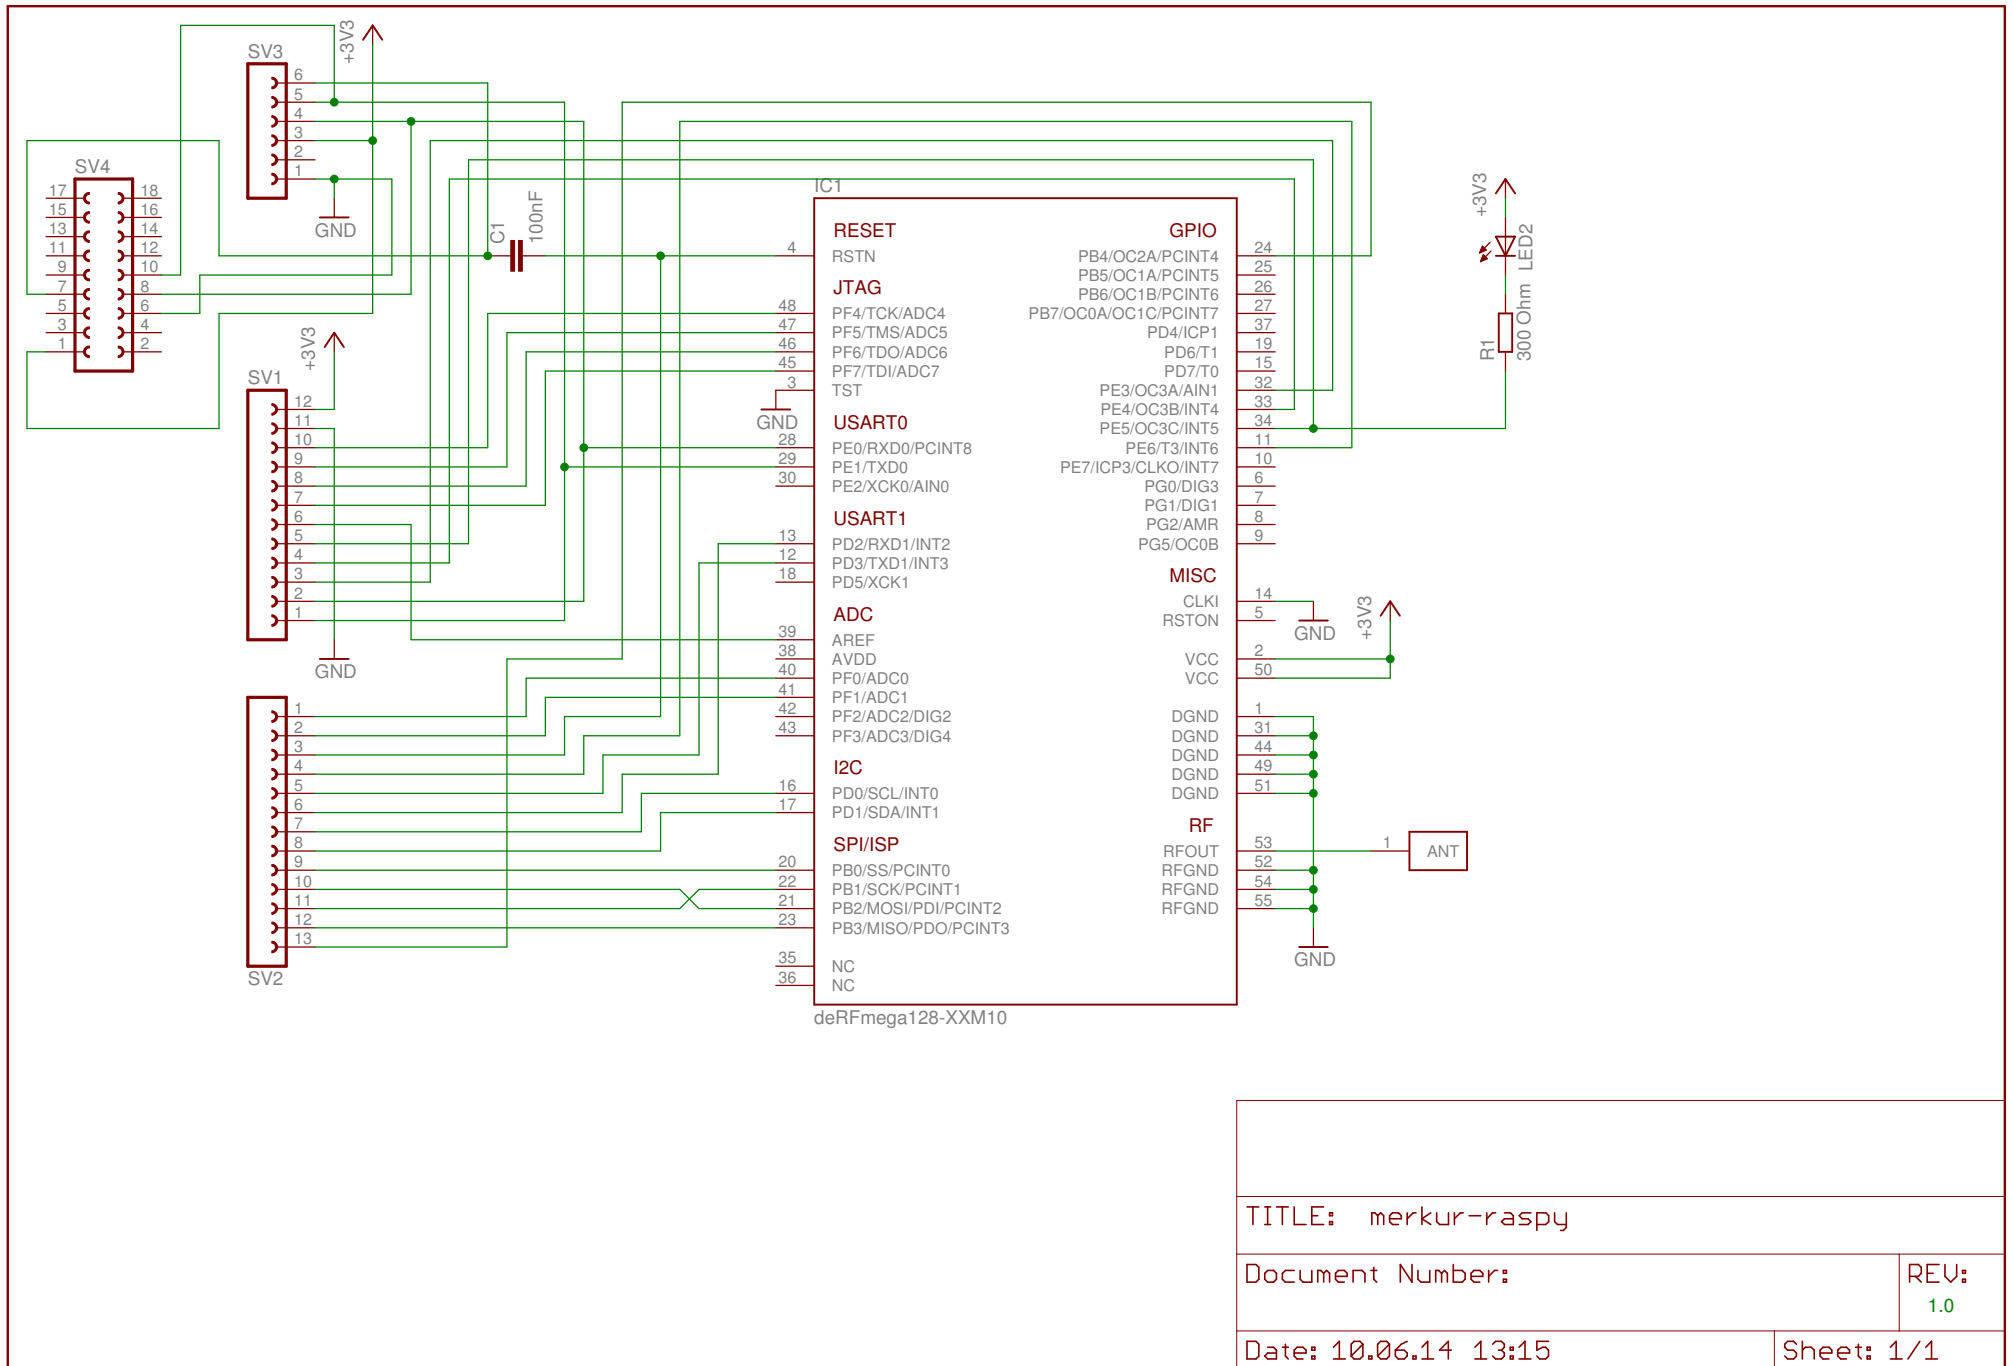 SV3
6
5
4
3
2
1
+3V3
GND
SV4
17 18
15 16
13 14
11 12
9 10
7 8
5 6
3 4
1 2
+3V3
SV1
12
11
10
9
8
7
6
5
4
3
2
1
GND
1
2
3
4
5
6
7
8
9
10
11
12
13
SV2
C1
100nF
IC1
RESET
4 RSTN
JTAG
48 PF4/TCK/ADC4
47 PF5/TMS/ADC5
46 PF6/TDO/ADC6
45 PF7/TDI/ADC7
3 TST
GND
USART0
28 PE0/RXD0/PCINT8
29 PE1/TXD0
30 PE2/XCK0/AIN0
USART1
13 PD2/RXD1/INT2
12 PD3/TXD1/INT3
18 PD5/XCK1
ADC
39 AREF
38 AVDD
40 PF0/ADC0
41 PF1/ADC1
42 PF2/ADC2/DIG2
43 PF3/ADC3/DIG4
I2C
16 PD0/SCL/INT0
17 PD1/SDA/INT1
SPI/ISP
20 PB0/SS/PCINT0
22 PB1/SCK/PCINT1
21 PB2/MOSI/PDI/PCINT2
23 PB3/MISO/PDO/PCINT3
35 NC
36 NC
deRFmega128-XXM10
GPIO
PB4/OC2A/PCINT4 24
PB5/OC1A/PCINT5 25
PB6/OC1B/PCINT6 26
PB7/OC0A/OC1C/PCINT7 27
PD4/ICP1 37
PD6/T1 19
PD7/T0 15
PE3/OC3A/AIN1 32
PE4/OC3B/INT4 33
PE5/OC3C/INT5 34
PE6/T3/INT6 11
PE7/ICP3/CLKO/INT7 10
PG0/DIG3 6
PG1/DIG1 7
PG2/AMR 8
PG5/OC0B 9
MISC
CLKI 14
RSTON 5
GND
+3V3
VCC 2
VCC 50
DGND 1
DGND 31
DGND 44
DGND 49
DGND 51
RF
RFOUT 53
RFGND 52
RFGND 54
RFGND 55
1 ANT
GND
+3V3
LED2
R1
300 Ohm
TITLE: merkur-raspy
Document Number:
REV:
1.0
Date: 10.06.14 13:15
Sheet: 1/1